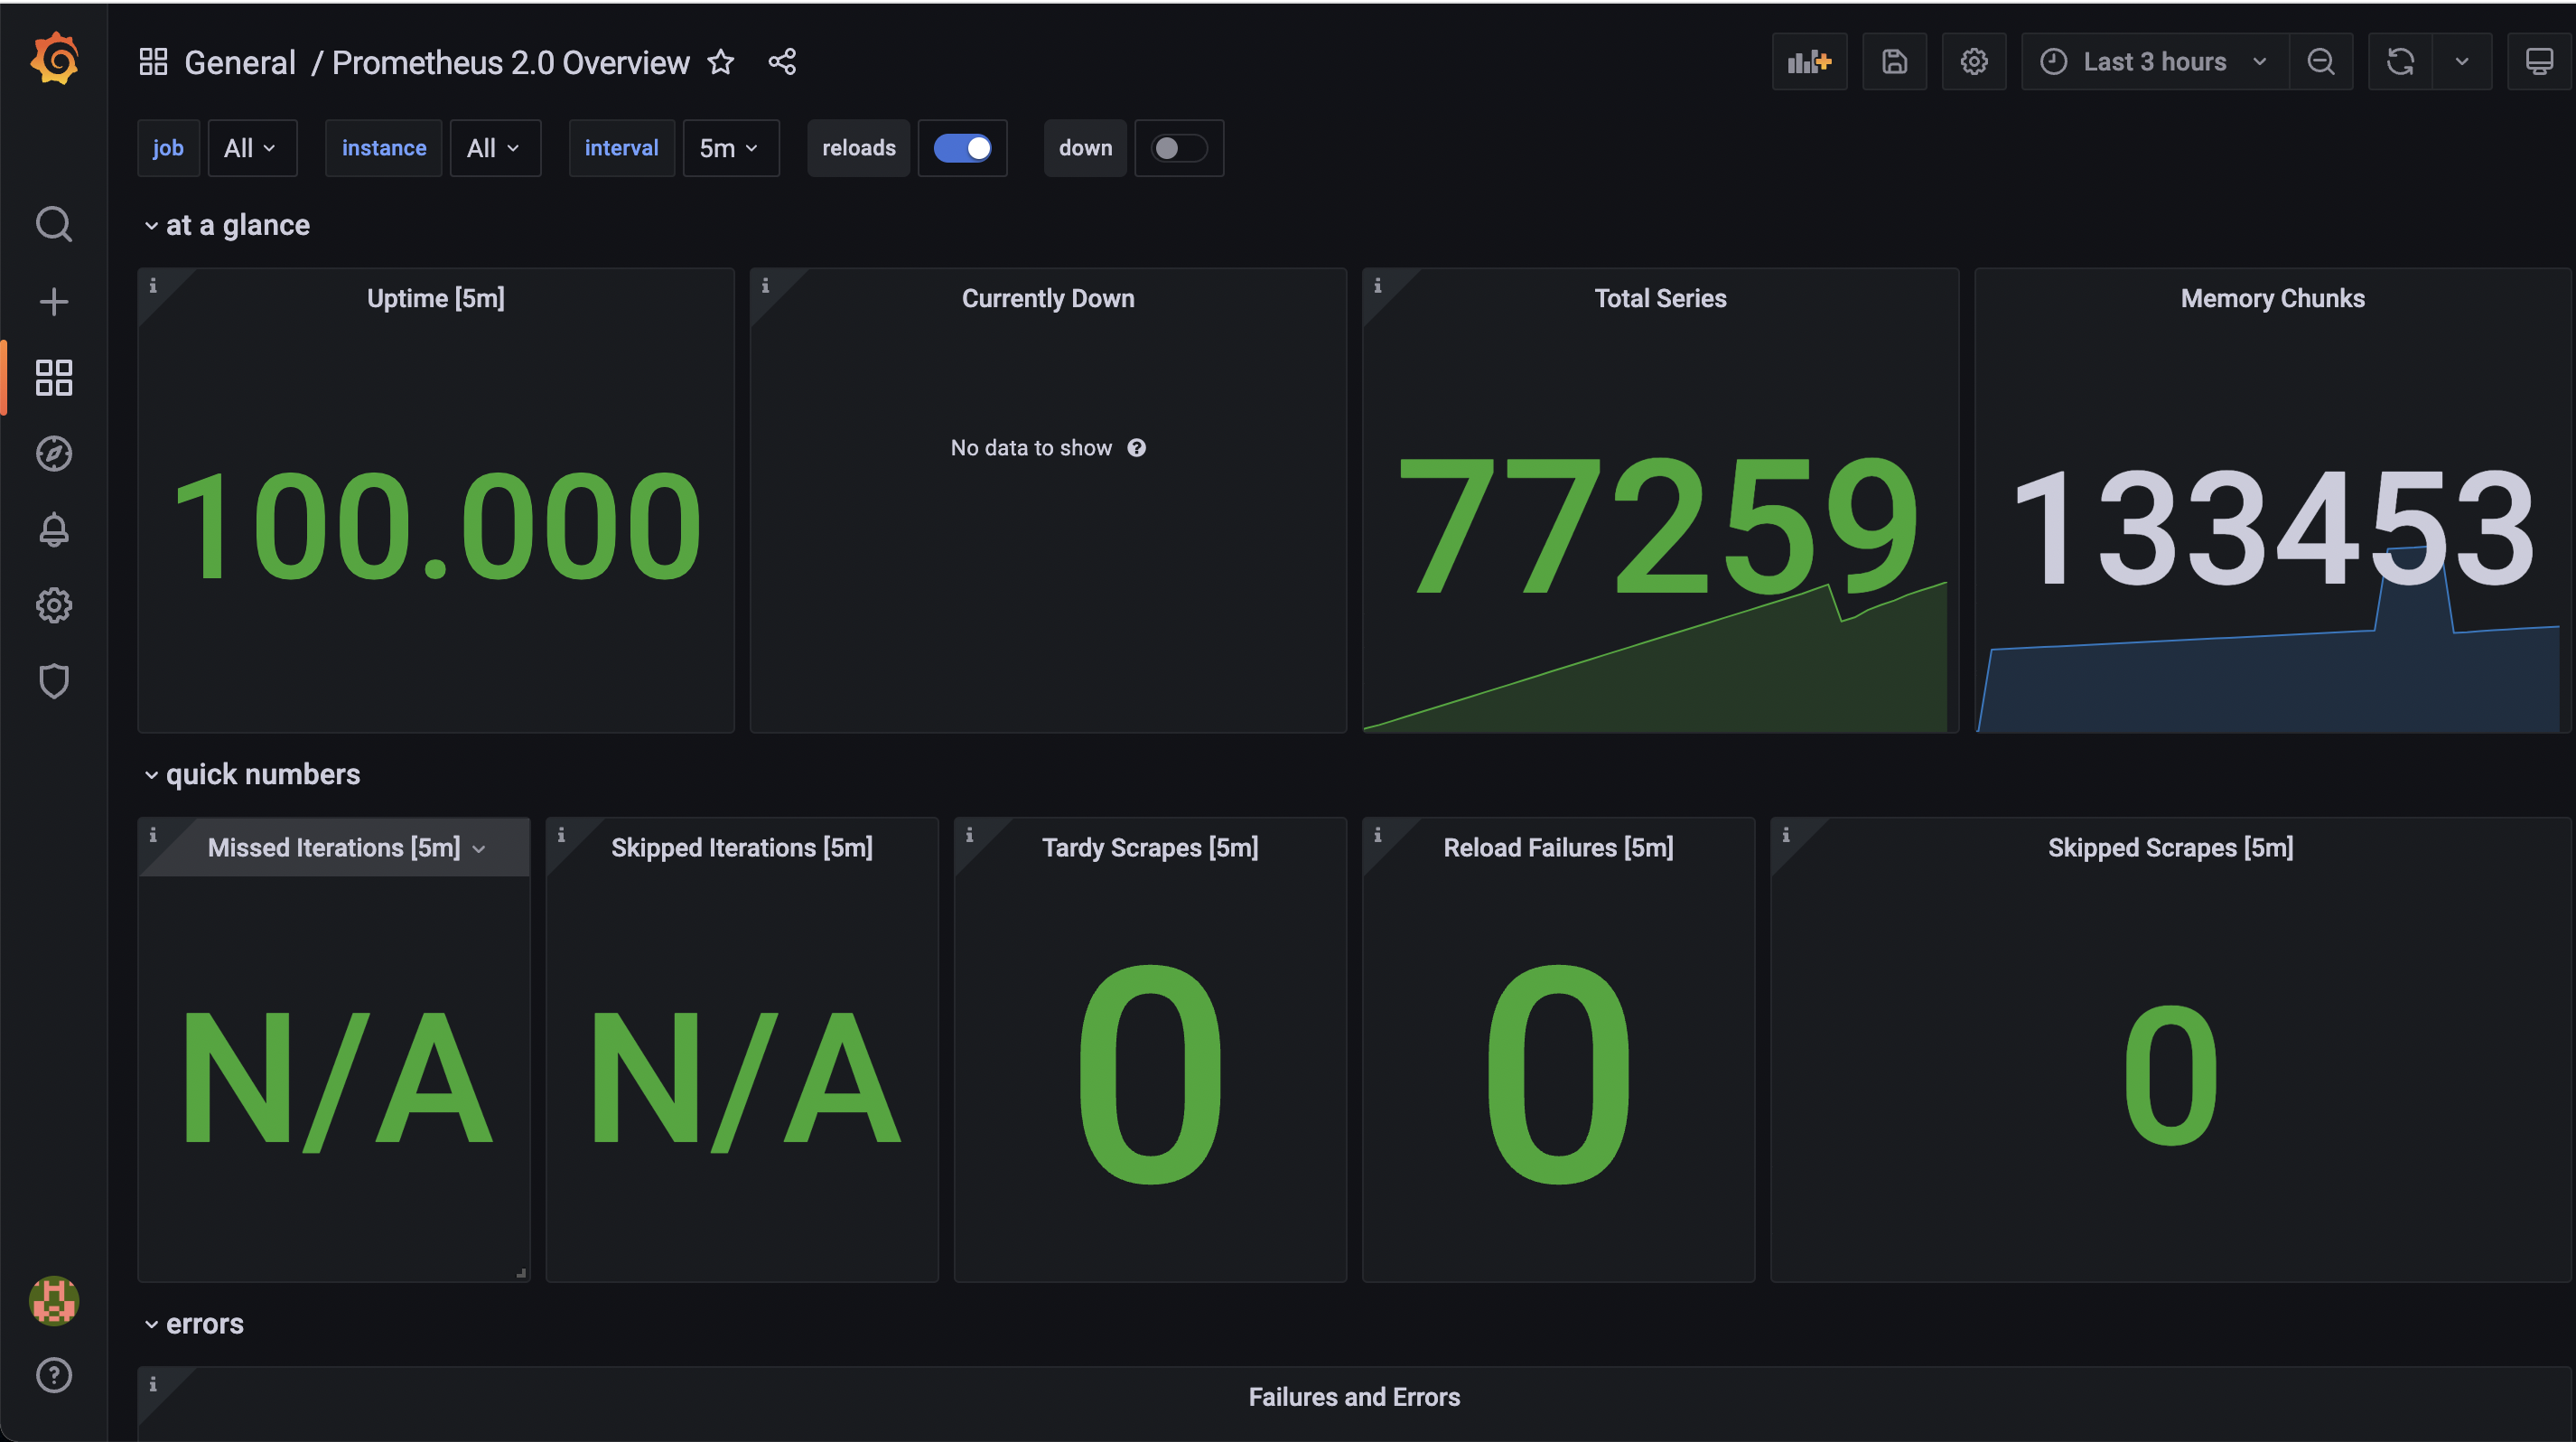 General / Prometheus 2.0 Overview
Last 3 hours
job All instance All interval 5m reloads down
at a glance
Uptime [5m]
100.000
Currently Down
No data to show
Total Series
77259
Memory Chunks
133453
quick numbers
Missed Iterations [5m]
N/A
Skipped Iterations [5m]
N/A
Tardy Scrapes [5m]
0
Reload Failures [5m]
0
Skipped Scrapes [5m]
0
errors
Failures and Errors